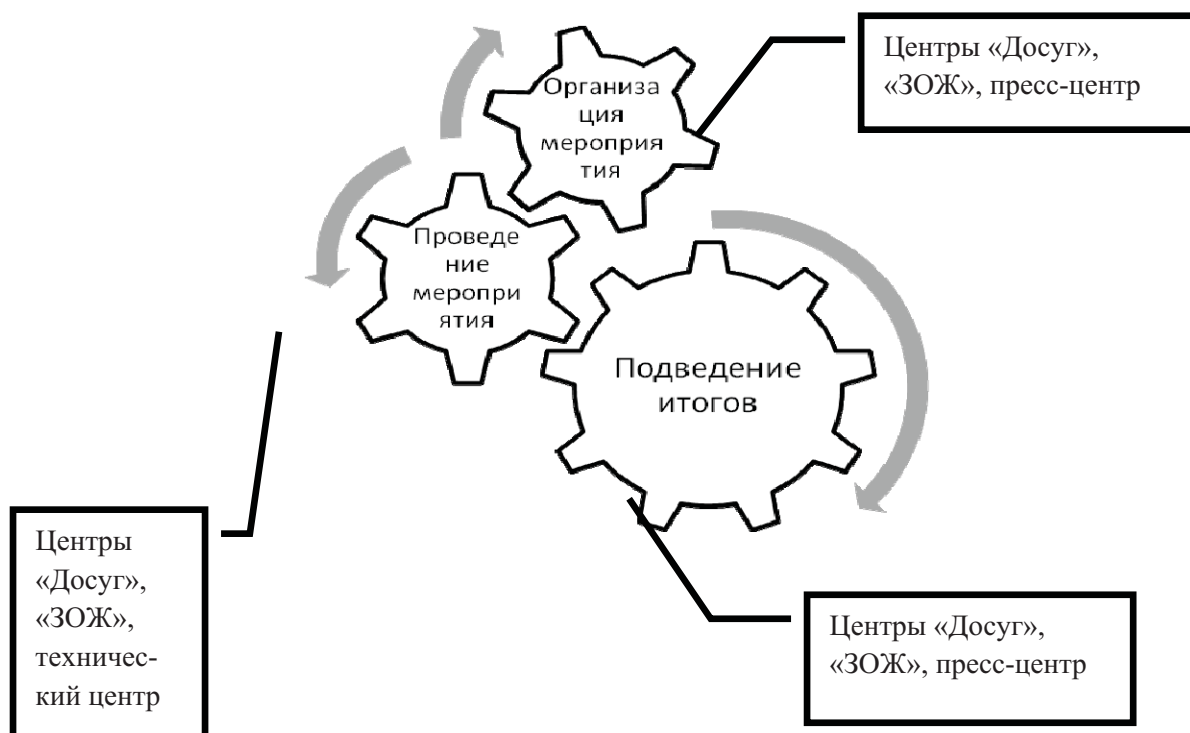 Центры «Досуг»,
«ЗОЖ», пресс-центр
Организа
ция
мероприя
тия
Проведе
ние
меропри
ятия
Подведение
итогов
Центры
«Досуг»,
«ЗОЖ»,
техничес-
кий центр
Центры «Досуг»,
«ЗОЖ», пресс-центр